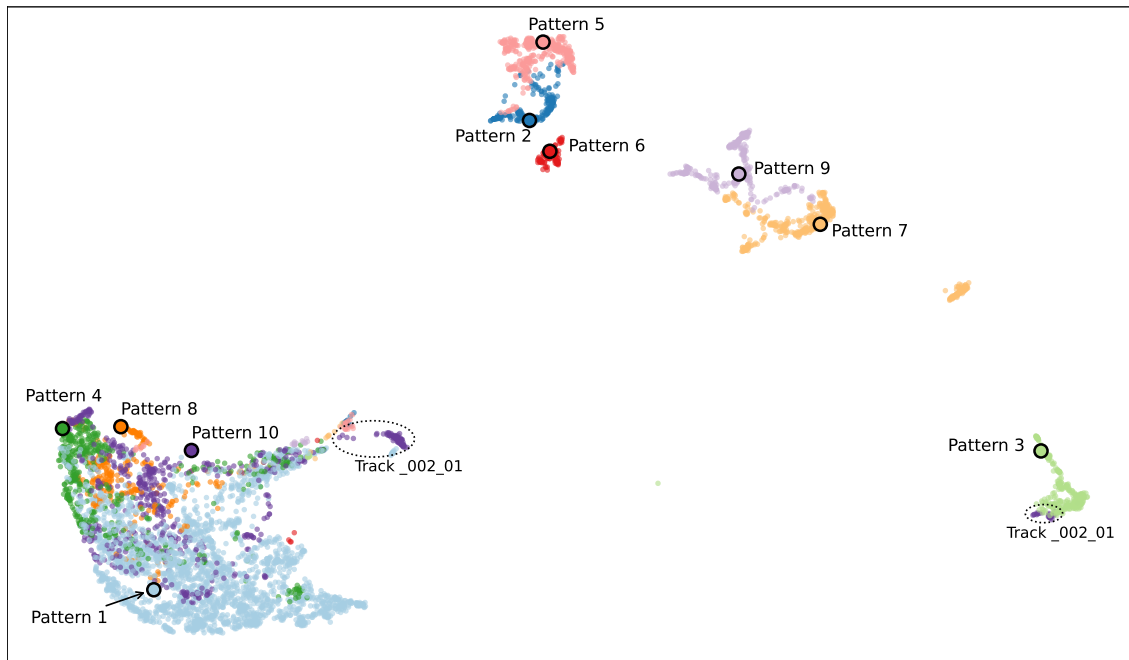 Pattern 5
Pattern 2
Pattern 6
Pattern 9
Pattern 7
Pattern 4
Pattern 8
Pattern 10
Track _002_01
Pattern 3
Track _002_01
Pattern 1